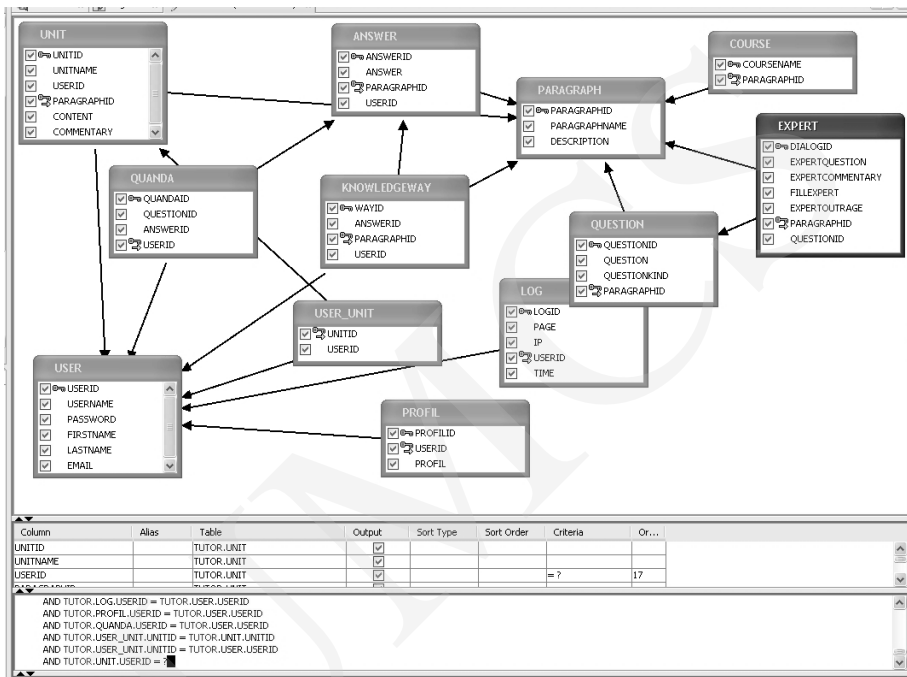 UNIT
UNITID
UNITNAME
USERID
PARAGRAPHID
CONTENT
COMMENTARY
ANSWER
ANSWERID
ANSWER
PARAGRAPHID
USERID
PARAGRAPH
PARAGRAPHID
PARAGRAPHNAME
DESCRIPTION
COURSE
COURSENAME
PARAGRAPHID
EXPERT
DIALOGID
EXPERTQUESTION
EXPERTCOMMENTARY
FILLEXPERT
EXPERTOUTRAGE
PARAGRAPHID
QUESTIONID
QUANDA
QUANDAID
QUESTIONID
ANSWERID
USERID
KNOWLEDGEWAY
WAYID
ANSWERID
PARAGRAPHID
USERID
QUESTION
QUESTIONID
QUESTION
QUESTIONKIND
PARAGRAPHID
USER_UNIT
UNITID
USERID
LOG
LOGID
PAGE
IP
USERID
TIME
USER
USERID
USERNAME
PASSWORD
FIRSTNAME
LASTNAME
EMAIL
PROFIL
PROFILID
USERID
PROFIL
Column Alias Table Output Sort Type Sort Order Criteria Or...
UNITID TUTOR.UNIT
UNITNAME TUTOR.UNIT
USERID TUTOR.UNIT = ? 17
AND TUTOR.LOG.USERID = TUTOR.USER.USERID
AND TUTOR.PROFIL.USERID = TUTOR.USER.USERID
AND TUTOR.QUANDA.USERID = TUTOR.USER.USERID
AND TUTOR.USER_UNIT.UNITID = TUTOR.UNIT.UNITID
AND TUTOR.USER_UNIT.UNITID = TUTOR.USER.USERID
AND TUTOR.UNIT.USERID = ?
UMCS